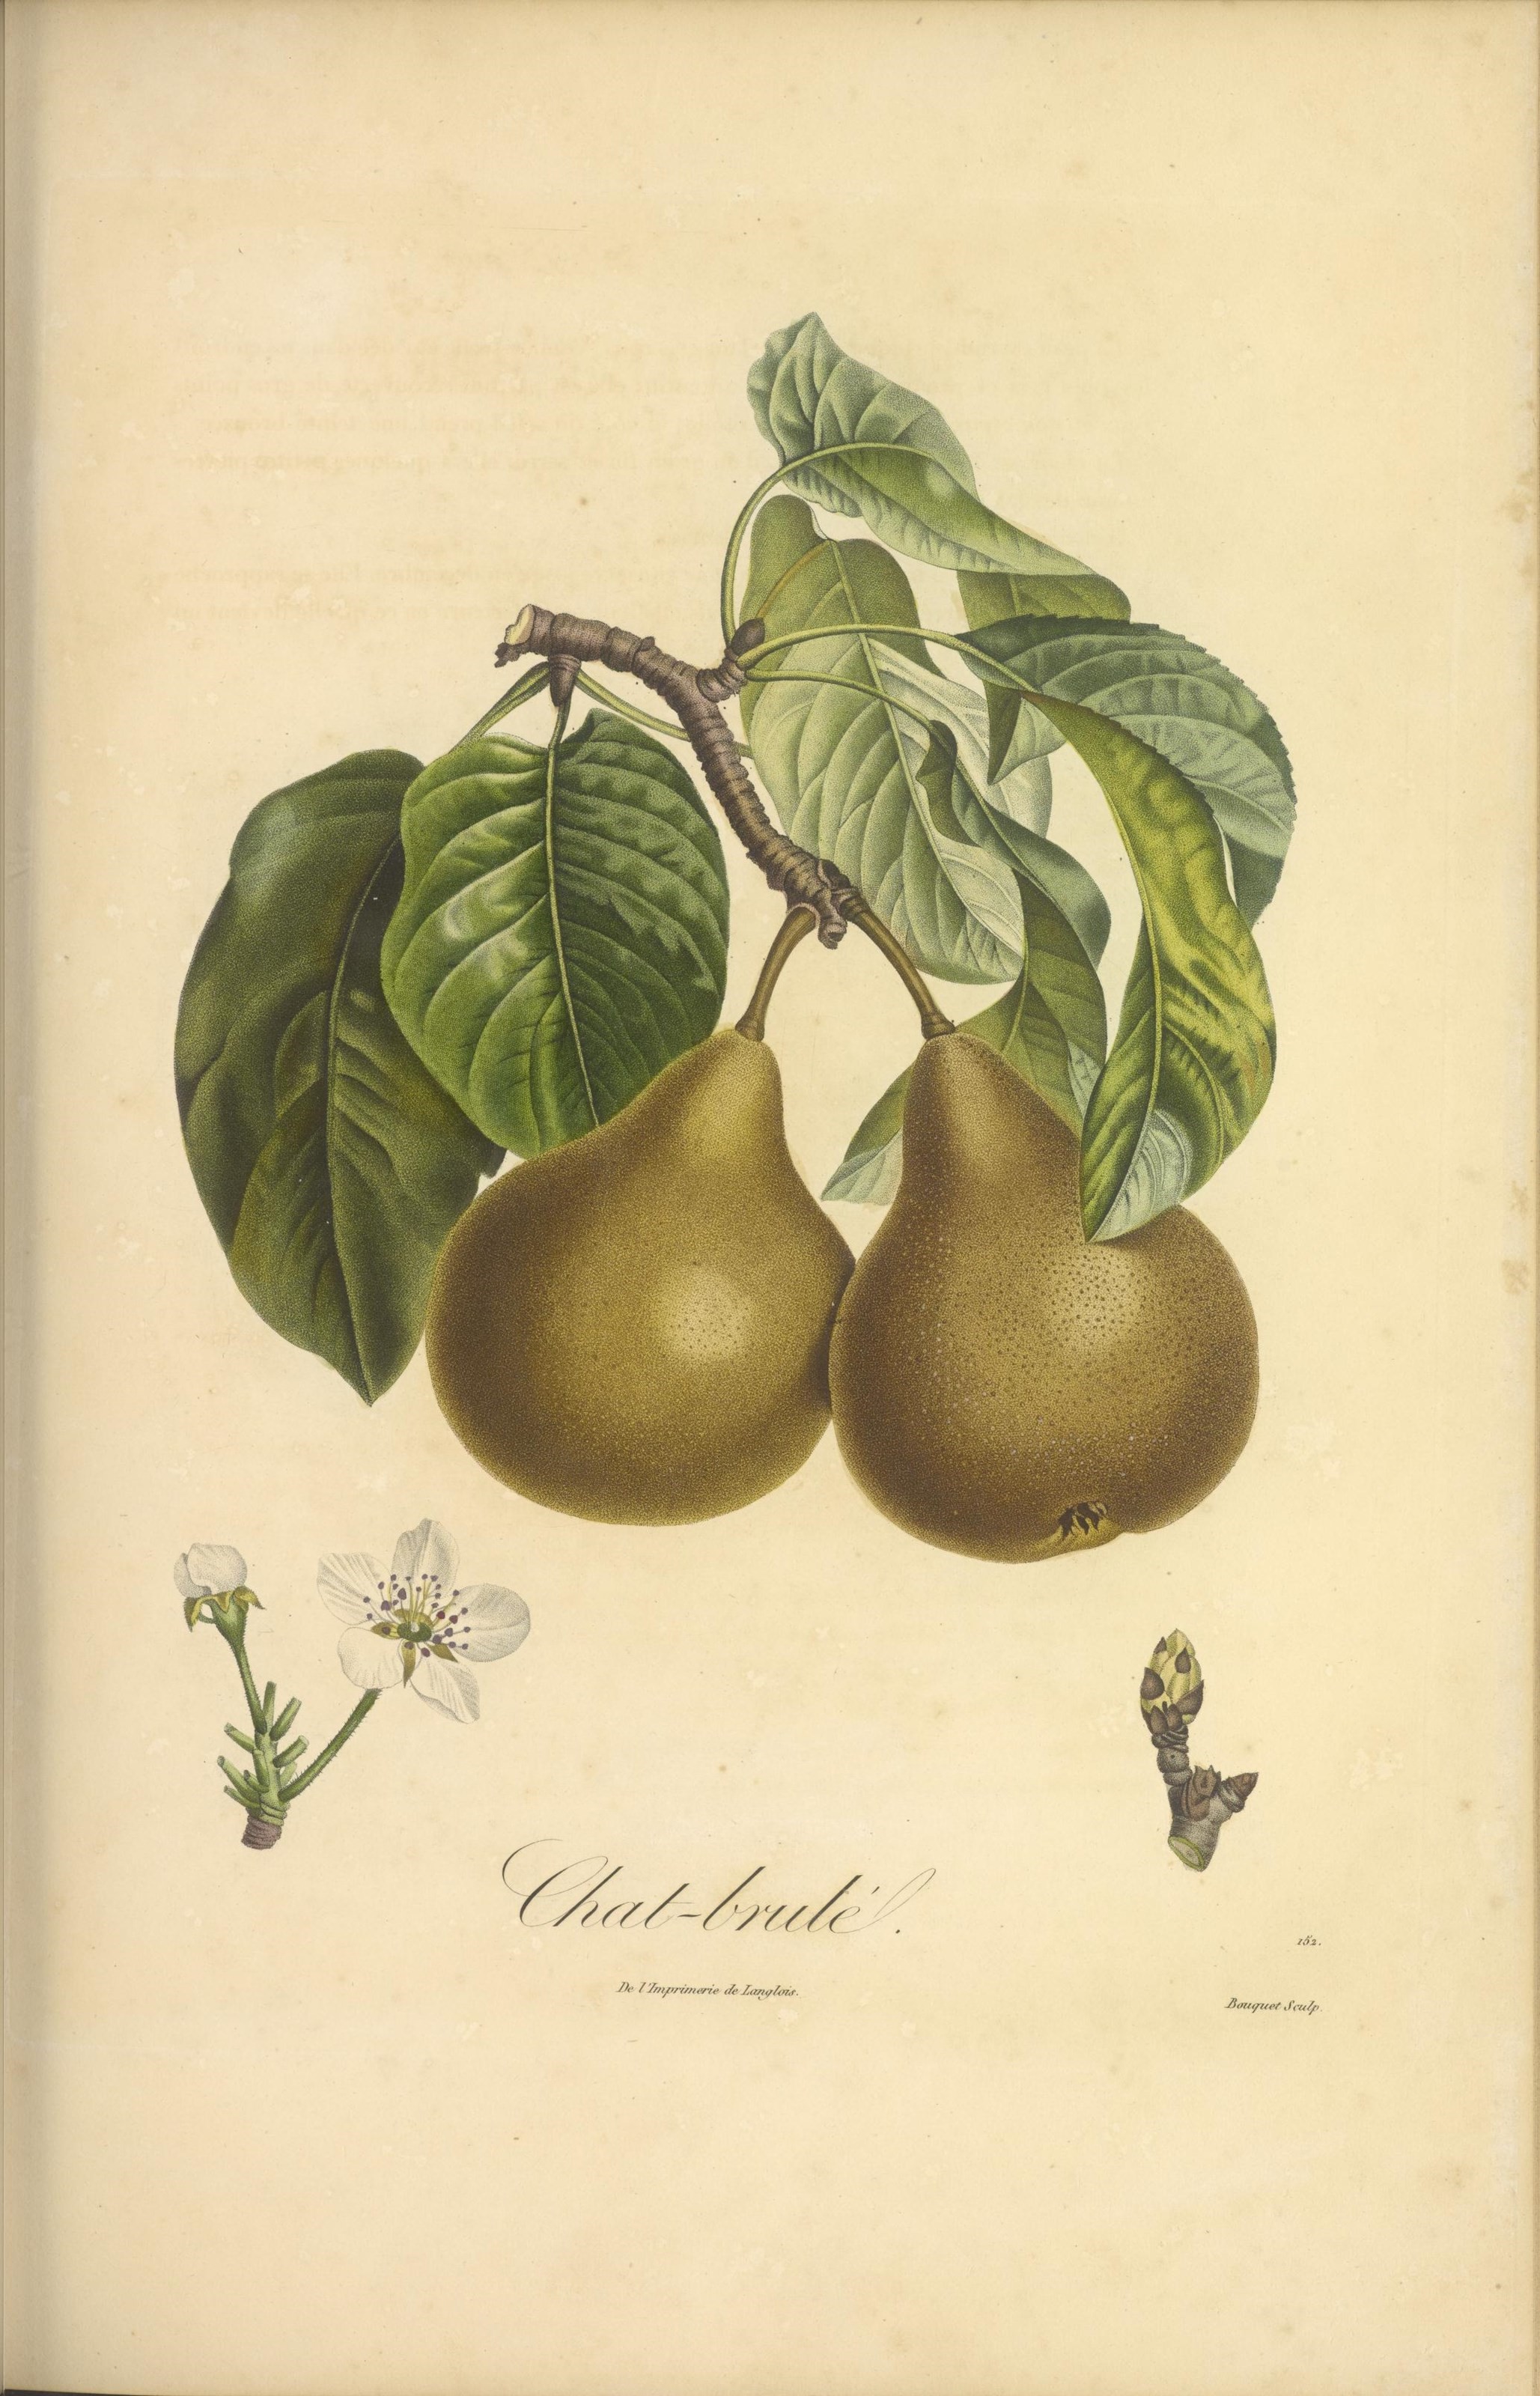 Chat-brulé.
152.
De l'Imprimerie de Langlois.
Bouquet Sculp.